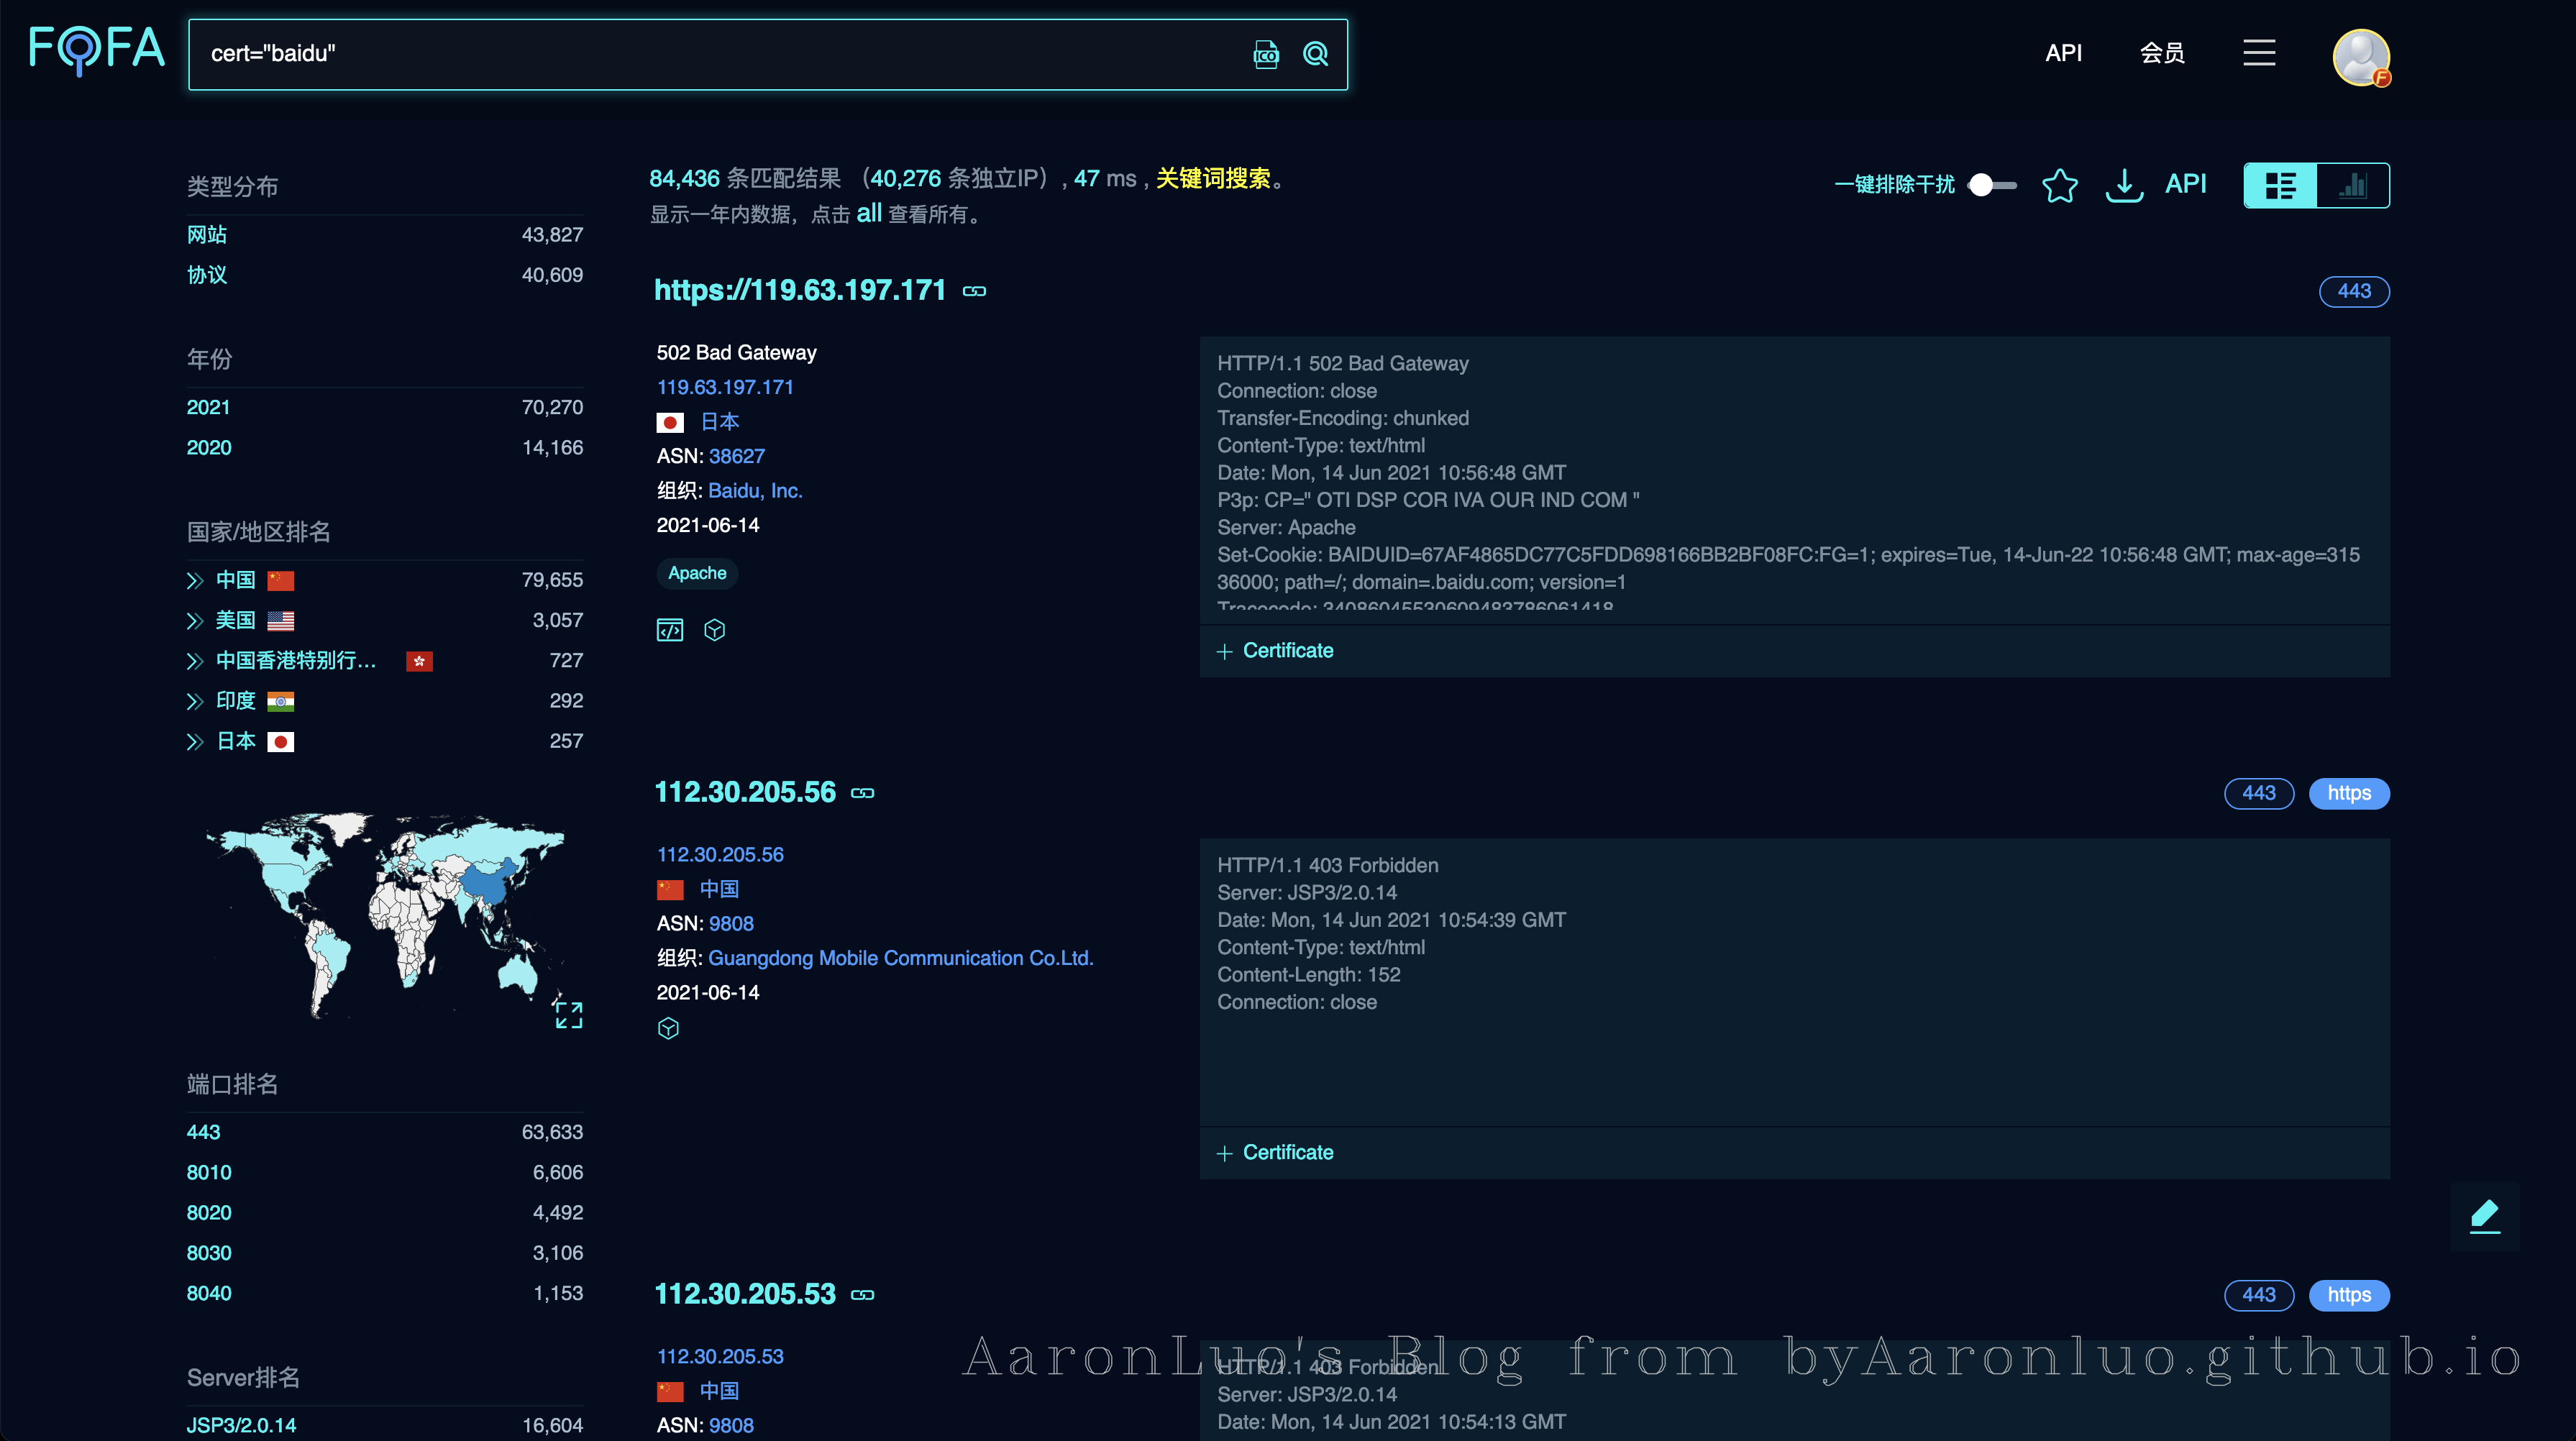 FOFA
cert="baidu"
ICO
API
会员
F
类型分布
网站 43,827
协议 40,609
年份
2021 70,270
2020 14,166
国家/地区排名
中国 79,655
美国 3,057
中国香港特别行... 727
印度 292
日本 257
端口排名
443 63,633
8010 6,606
8020 4,492
8030 3,106
8040 1,153
Server排名
JSP3/2.0.14 16,604
84,436 条匹配结果 （40,276 条独立IP）, 47 ms , 关键词搜索。
显示一年内数据，点击 all 查看所有。
一键排除干扰
API
https://119.63.197.171
443
502 Bad Gateway
119.63.197.171
日本
ASN: 38627
组织: Baidu, Inc.
2021-06-14
Apache
HTTP/1.1 502 Bad Gateway
Connection: close
Transfer-Encoding: chunked
Content-Type: text/html
Date: Mon, 14 Jun 2021 10:56:48 GMT
P3p: CP=" OTI DSP COR IVA OUR IND COM "
Server: Apache
Set-Cookie: BAIDUID=67AF4865DC77C5FDD698166BB2BF08FC:FG=1; expires=Tue, 14-Jun-22 10:56:48 GMT; max-age=315
36000; path=/; domain=.baidu.com; version=1
Tracecode: 34086045530609483786061418
+ Certificate
112.30.205.56
443
https
112.30.205.56
中国
ASN: 9808
组织: Guangdong Mobile Communication Co.Ltd.
2021-06-14
HTTP/1.1 403 Forbidden
Server: JSP3/2.0.14
Date: Mon, 14 Jun 2021 10:54:39 GMT
Content-Type: text/html
Content-Length: 152
Connection: close
+ Certificate
112.30.205.53
443
https
112.30.205.53
中国
ASN: 9808
HTTP/1.1 403 Forbidden
Server: JSP3/2.0.14
Date: Mon, 14 Jun 2021 10:54:13 GMT
AaronLuo's Blog from byAaronluo.github.io